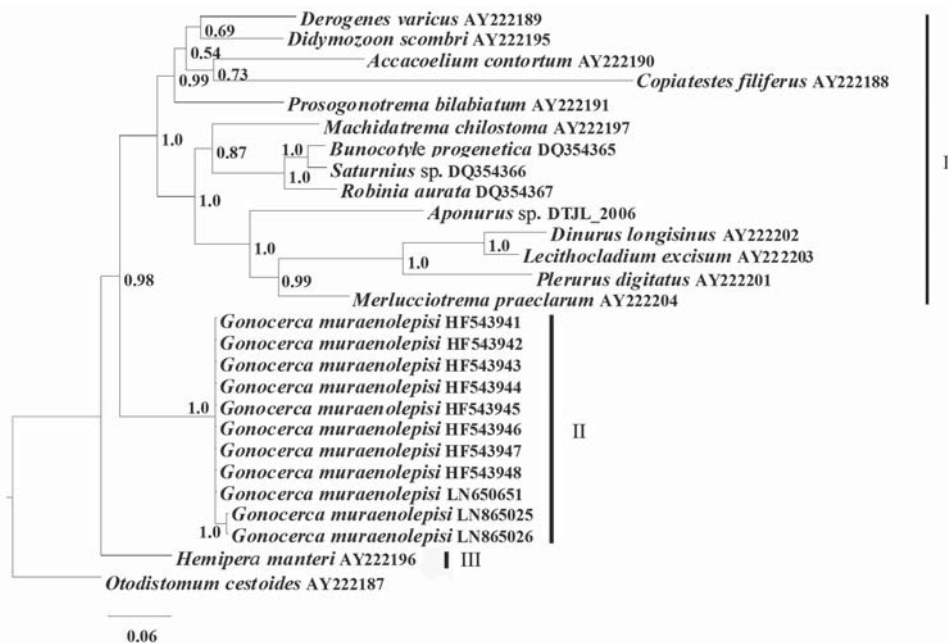 Derogenes varicus AY222189
0.69
Didymozoon scombri AY222195
0.54
Accacoelium contortum AY222190
0.99
0.73
Copiatestes filiferus AY222188
Prosogonotrema bilabiatum AY222191
1.0
Machidatrema chilostoma AY222197
0.87
1.0
Bunocotyle progenetica DQ354365
I
1.0
Saturnius sp. DQ354366
Robinia aurata DQ354367
1.0
Aponurus sp. DTJL_2006
Dinurus longisinus AY222202
1.0
1.0
Lecithocladium excisum AY222203
1.0
0.98
0.99
Plerurus digitatus AY222201
Merlucciotrema praeclarum AY222204
Gonocerca muraenolepisi HF543941
Gonocerca muraenolepisi HF543942
Gonocerca muraenolepisi HF543943
Gonocerca muraenolepisi HF543944
1.0
Gonocerca muraenolepisi HF543945
Gonocerca muraenolepisi HF543946
II
Gonocerca muraenolepisi HF543947
Gonocerca muraenolepisi HF543948
Gonocerca muraenolepisi LN650651
Gonocerca muraenolepisi LN865025
1.0
Gonocerca muraenolepisi LN865026
Hemipera manteri AY222196
III
Otodistomum cestoides AY222187
0.06